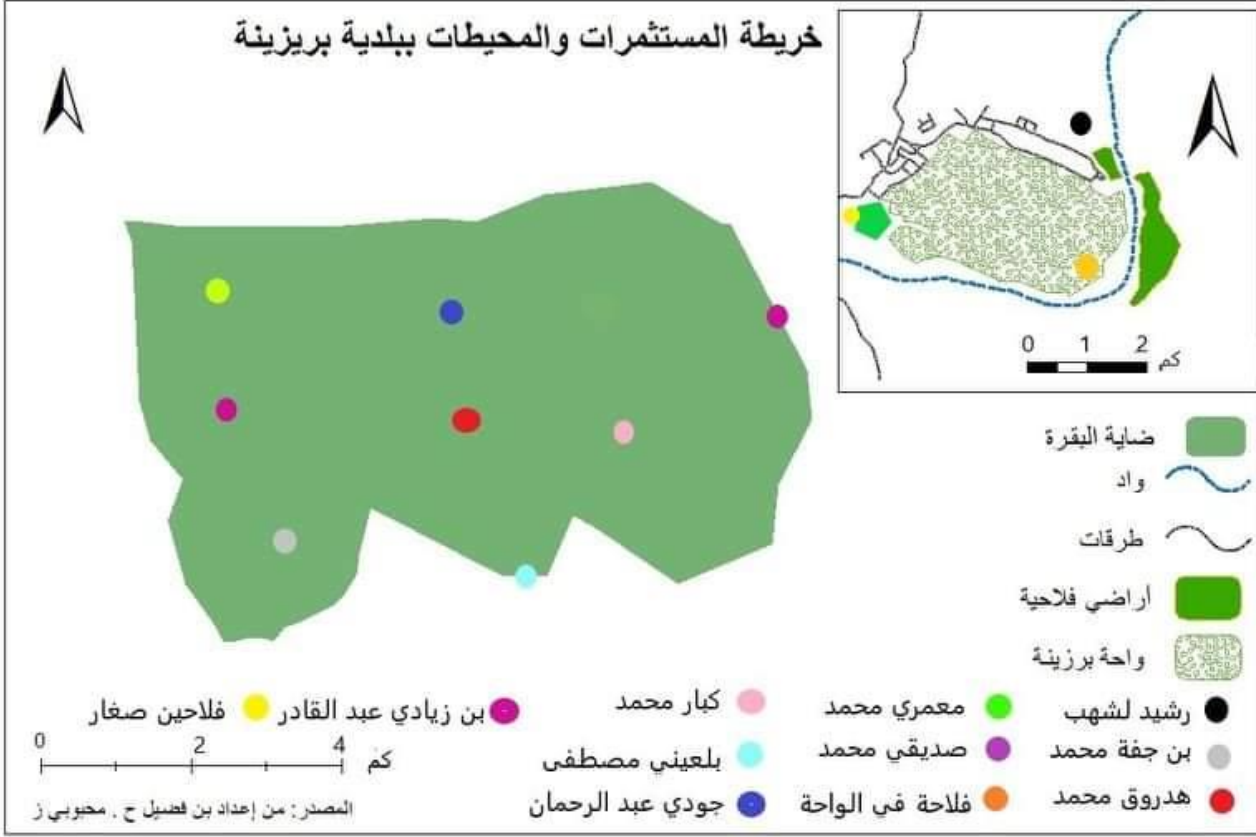 خريطة المستثمرات والمحيطات ببلدية بريزينة
0 1 2 كم
ضاية البقرة
واد
طرقات
أراضي فلاحية
واحة برزينة
رشيد لشهب
معمري محمد
كبار محمد
بن زيادي عبد القادر
فلاحين صغار
بن جفة محمد
صديقي محمد
بلعيني مصطفى
هدروق محمد
فلاحة في الواحة
جودي عبد الرحمان
0 2 4 كم
المصدر: من إعداد بن فضيل ح . محبوبي ز